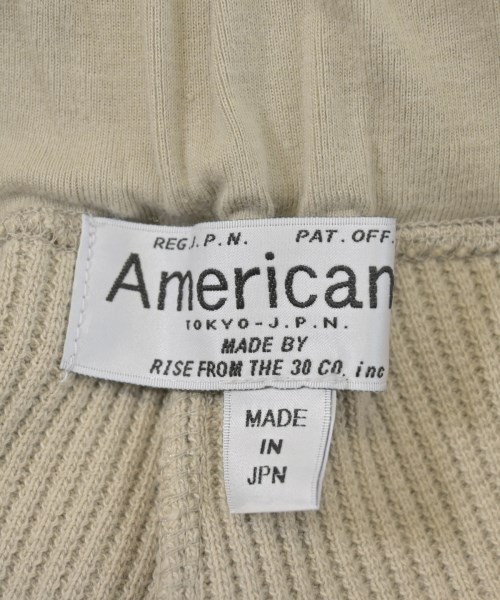 REG.J.P.N. PAT.OFF.
American
TOKYO-J.P.N.
MADE BY
RISE FROM THE 30 CO. inc
MADE
IN
JPN